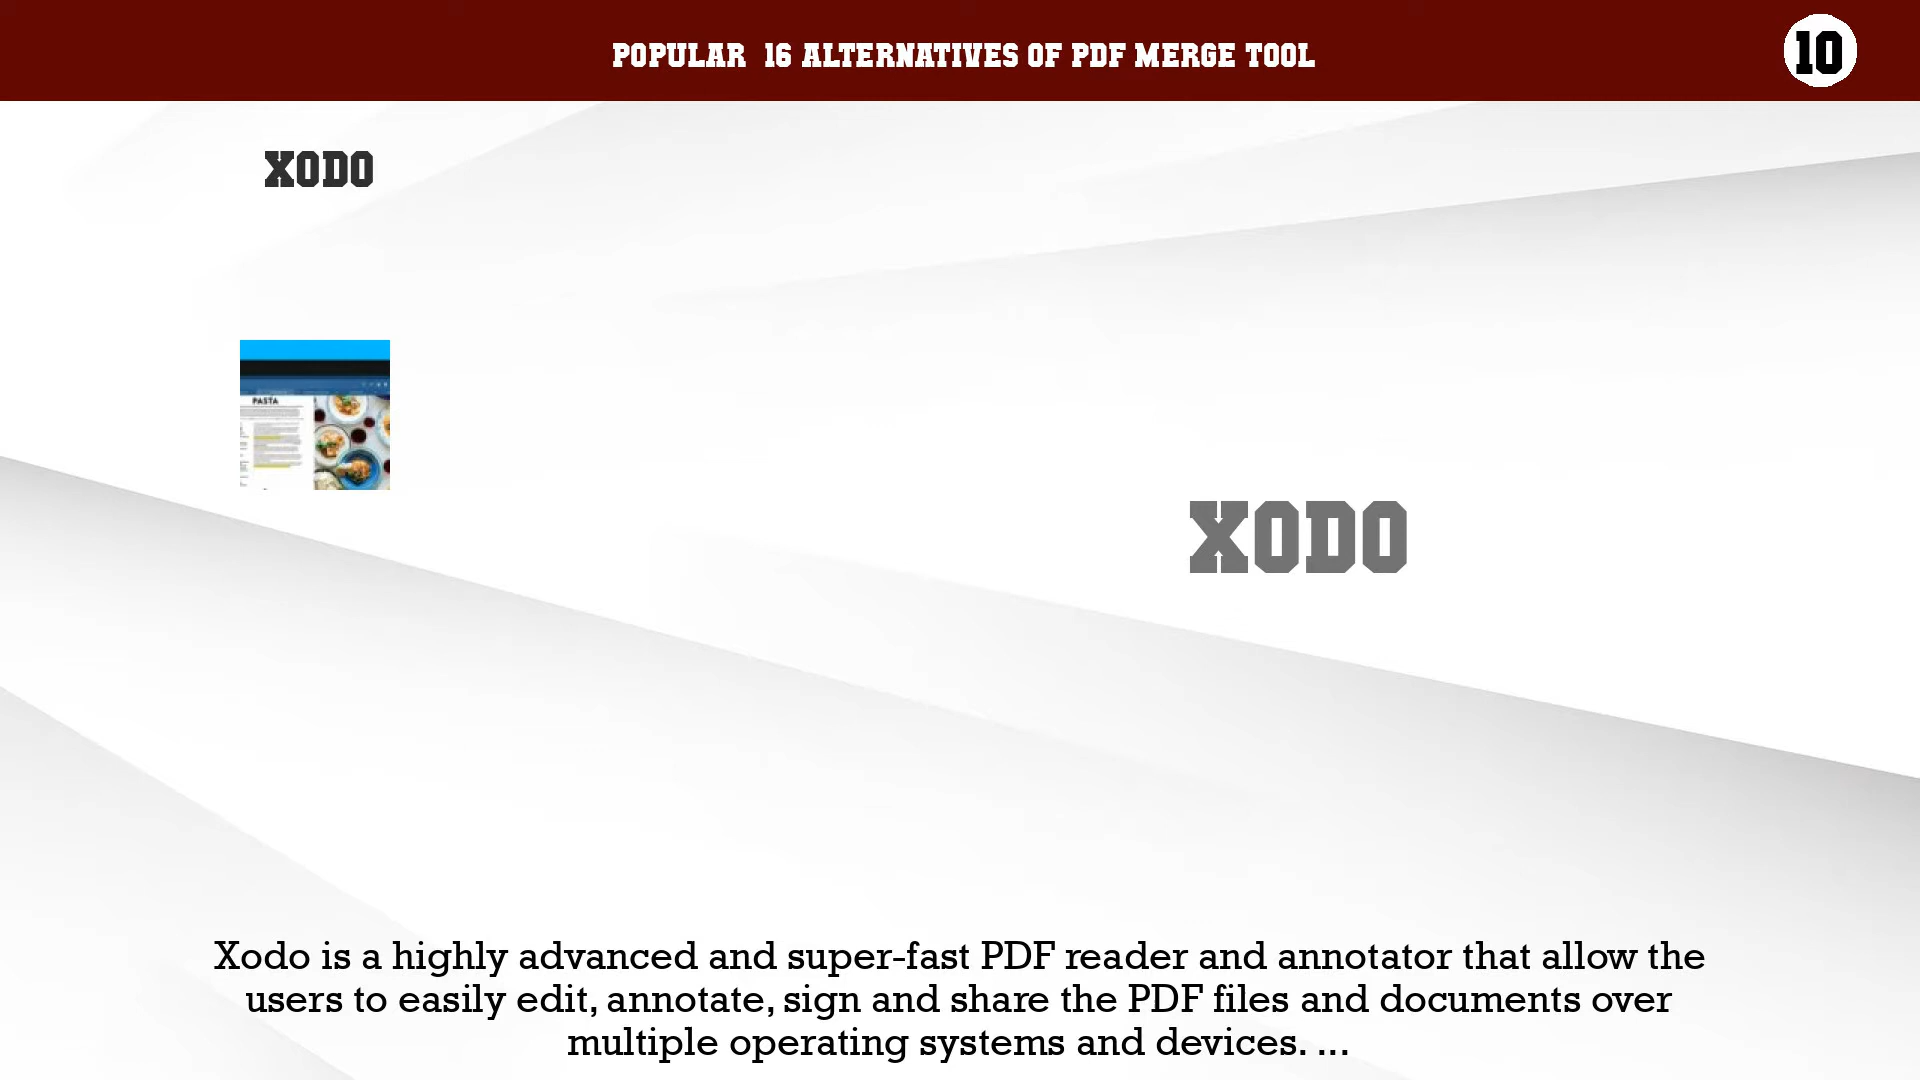 POPULAR 16 ALTERNATIVES OF PDF MERGE TOOL
10
XODO
PASTA
XODO
Xodo is a highly advanced and super-fast PDF reader and annotator that allow the
users to easily edit, annotate, sign and share the PDF files and documents over
multiple operating systems and devices. ...